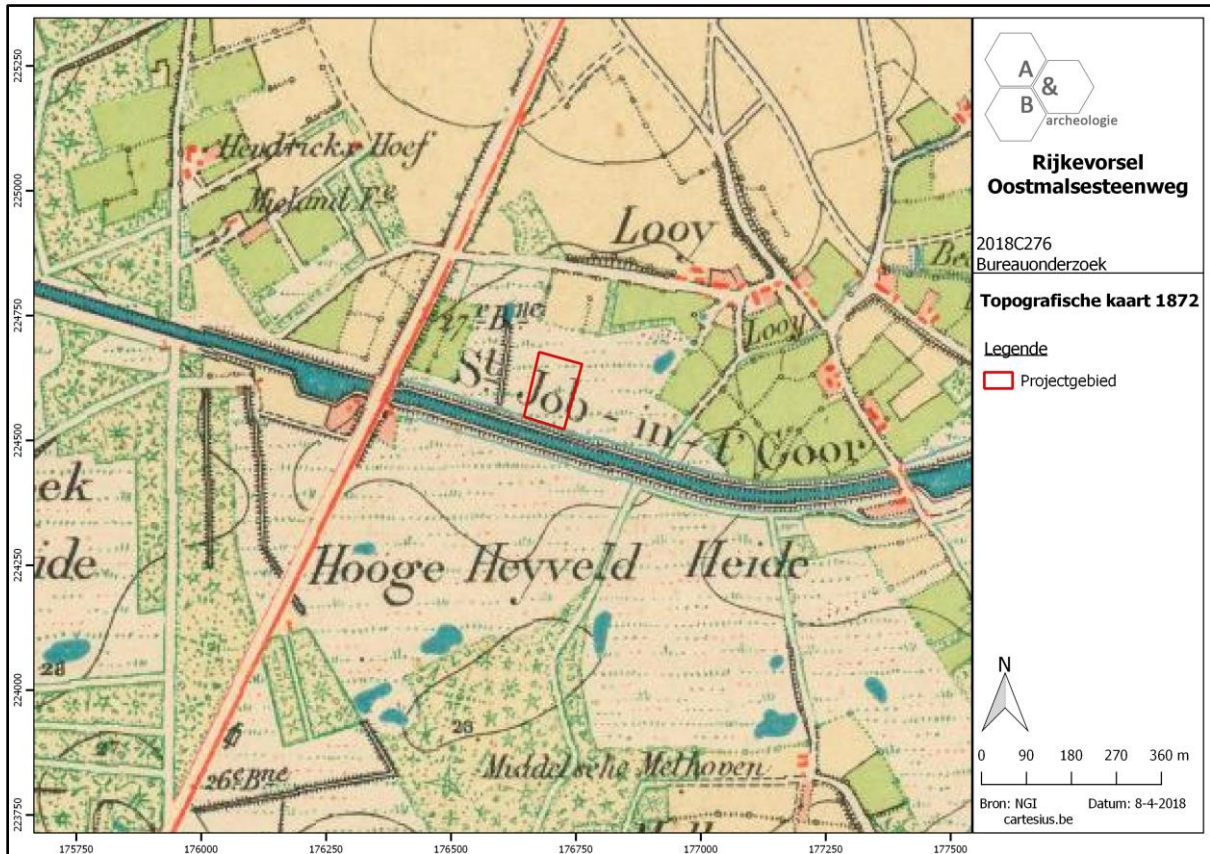 225250
225000
224750
224500
224250
224000
223750
175750
176000
176250
176500
176750
177000
177250
177500
Hendrickx Hoef
Mieland Fe
Looy
27e Bne
Looy
St Job-in-t'Goor
ek
ide
Hooge Heyveld Heide
28
27
26
26e Bne
Middelsche Methoven
A
&
B
archeologie
Rijkevorsel
Oostmalsesteenweg
2018C276
Bureauonderzoek
Topografische kaart 1872
Legende
Projectgebied
N
0 90 180 270 360 m
Bron: NGI Datum: 8-4-2018
cartesius.be